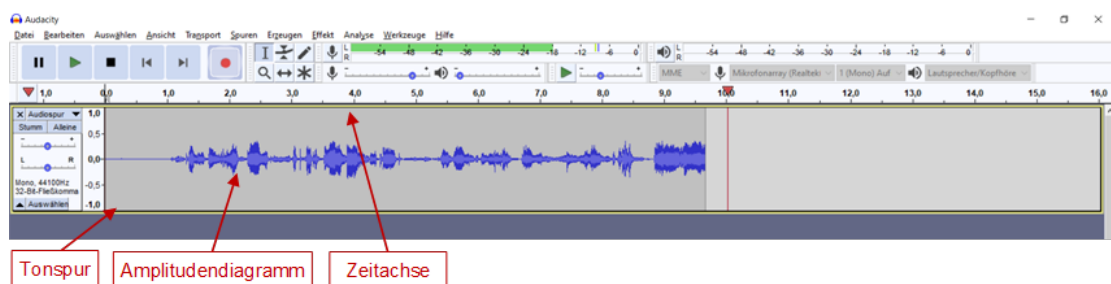 Audacity
Datei Bearbeiten Auswählen Ansicht Transport Spuren Erzeugen Effekt Analyse Werkzeuge Hilfe
L R -54 -48 -42 -36 -30 -24 -18 -12 -6 0 L R -54 -48 -42 -36 -30 -24 -18 -12 -6 0
MME Mikrofonarray (Realteki 1 (Mono) Auf Lautsprecher/Kopfhöre
1,0 0,0 1,0 2,0 3,0 4,0 5,0 6,0 7,0 8,0 9,0 10,0 11,0 12,0 13,0 14,0 15,0 16,0
X Audiospur 1,0
Stumm Alleine 0,5
- +
L R 0,0
Mono, 44100Hz
32-Bit-Fließkomma -0,5
Auswählen -1,0
Tonspur Amplitudendiagramm Zeitachse